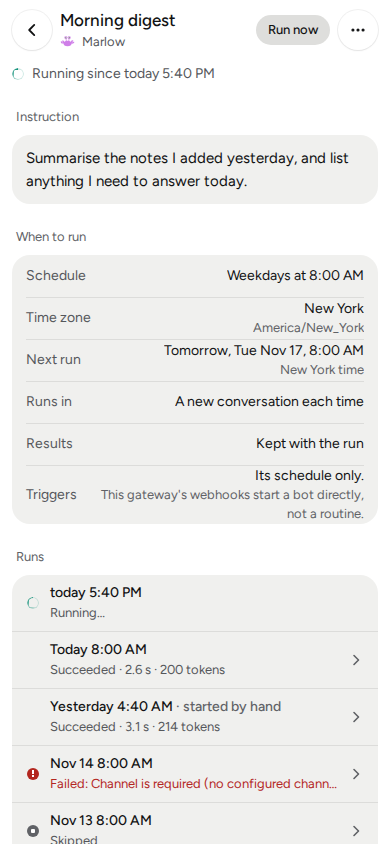 Morning digest
Marlow
Run now
Running since today 5:40 PM
Instruction
Summarise the notes I added yesterday, and list
anything I need to answer today.
When to run
Schedule
Weekdays at 8:00 AM
Time zone
New York
America/New_York
Next run
Tomorrow, Tue Nov 17, 8:00 AM
New York time
Runs in
A new conversation each time
Results
Kept with the run
Triggers
Its schedule only.
This gateway's webhooks start a bot directly,
not a routine.
Runs
today 5:40 PM
Running...
Today 8:00 AM
Succeeded · 2.6 s · 200 tokens
Yesterday 4:40 AM · started by hand
Succeeded · 3.1 s · 214 tokens
Nov 14 8:00 AM
Failed: Channel is required (no configured chann...
Nov 13 8:00 AM
Skipped